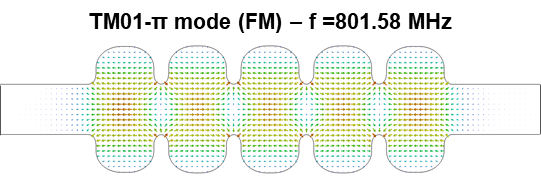 TM01-π mode (FM) – f =801.58 MHz